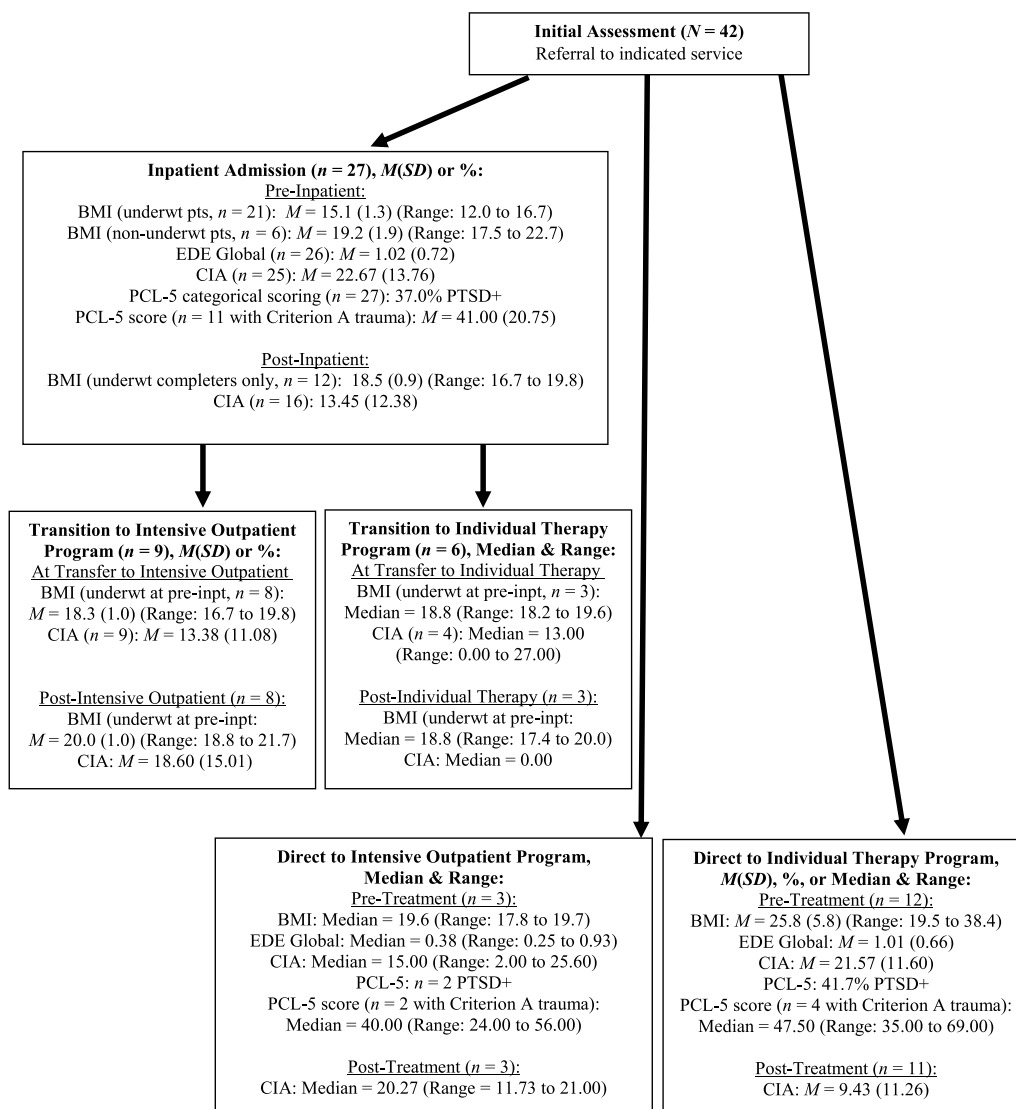 Initial Assessment (N = 42)
Referral to indicated service
Inpatient Admission (n = 27), M(SD) or %:
Pre-Inpatient:
BMI (underwt pts, n = 21): M = 15.1 (1.3) (Range: 12.0 to 16.7)
BMI (non-underwt pts, n = 6): M = 19.2 (1.9) (Range: 17.5 to 22.7)
EDE Global (n = 26): M = 1.02 (0.72)
CIA (n = 25): M = 22.67 (13.76)
PCL-5 categorical scoring (n = 27): 37.0% PTSD+
PCL-5 score (n = 11 with Criterion A trauma): M = 41.00 (20.75)
Post-Inpatient:
BMI (underwt completers only, n = 12): 18.5 (0.9) (Range: 16.7 to 19.8)
CIA (n = 16): 13.45 (12.38)
Transition to Intensive Outpatient
Program (n = 9), M(SD) or %:
At Transfer to Intensive Outpatient
BMI (underwt at pre-inpt, n = 8):
M = 18.3 (1.0) (Range: 16.7 to 19.8)
CIA (n = 9): M = 13.38 (11.08)
Post-Intensive Outpatient (n = 8):
BMI (underwt at pre-inpt:
M = 20.0 (1.0) (Range: 18.8 to 21.7)
CIA: M = 18.60 (15.01)
Transition to Individual Therapy
Program (n = 6), Median & Range:
At Transfer to Individual Therapy
BMI (underwt at pre-inpt, n = 3):
Median = 18.8 (Range: 18.2 to 19.6)
CIA (n = 4): Median = 13.00
(Range: 0.00 to 27.00)
Post-Individual Therapy (n = 3):
BMI (underwt at pre-inpt:
Median = 18.8 (Range: 17.4 to 20.0)
CIA: Median = 0.00
Direct to Intensive Outpatient Program,
Median & Range:
Pre-Treatment (n = 3):
BMI: Median = 19.6 (Range: 17.8 to 19.7)
EDE Global: Median = 0.38 (Range: 0.25 to 0.93)
CIA: Median = 15.00 (Range: 2.00 to 25.60)
PCL-5: n = 2 PTSD+
PCL-5 score (n = 2 with Criterion A trauma):
Median = 40.00 (Range: 24.00 to 56.00)
Post-Treatment (n = 3):
CIA: Median = 20.27 (Range = 11.73 to 21.00)
Direct to Individual Therapy Program,
M(SD), %, or Median & Range:
Pre-Treatment (n = 12):
BMI: M = 25.8 (5.8) (Range: 19.5 to 38.4)
EDE Global: M = 1.01 (0.66)
CIA: M = 21.57 (11.60)
PCL-5: 41.7% PTSD+
PCL-5 score (n = 4 with Criterion A trauma):
Median = 47.50 (Range: 35.00 to 69.00)
Post-Treatment (n = 11):
CIA: M = 9.43 (11.26)